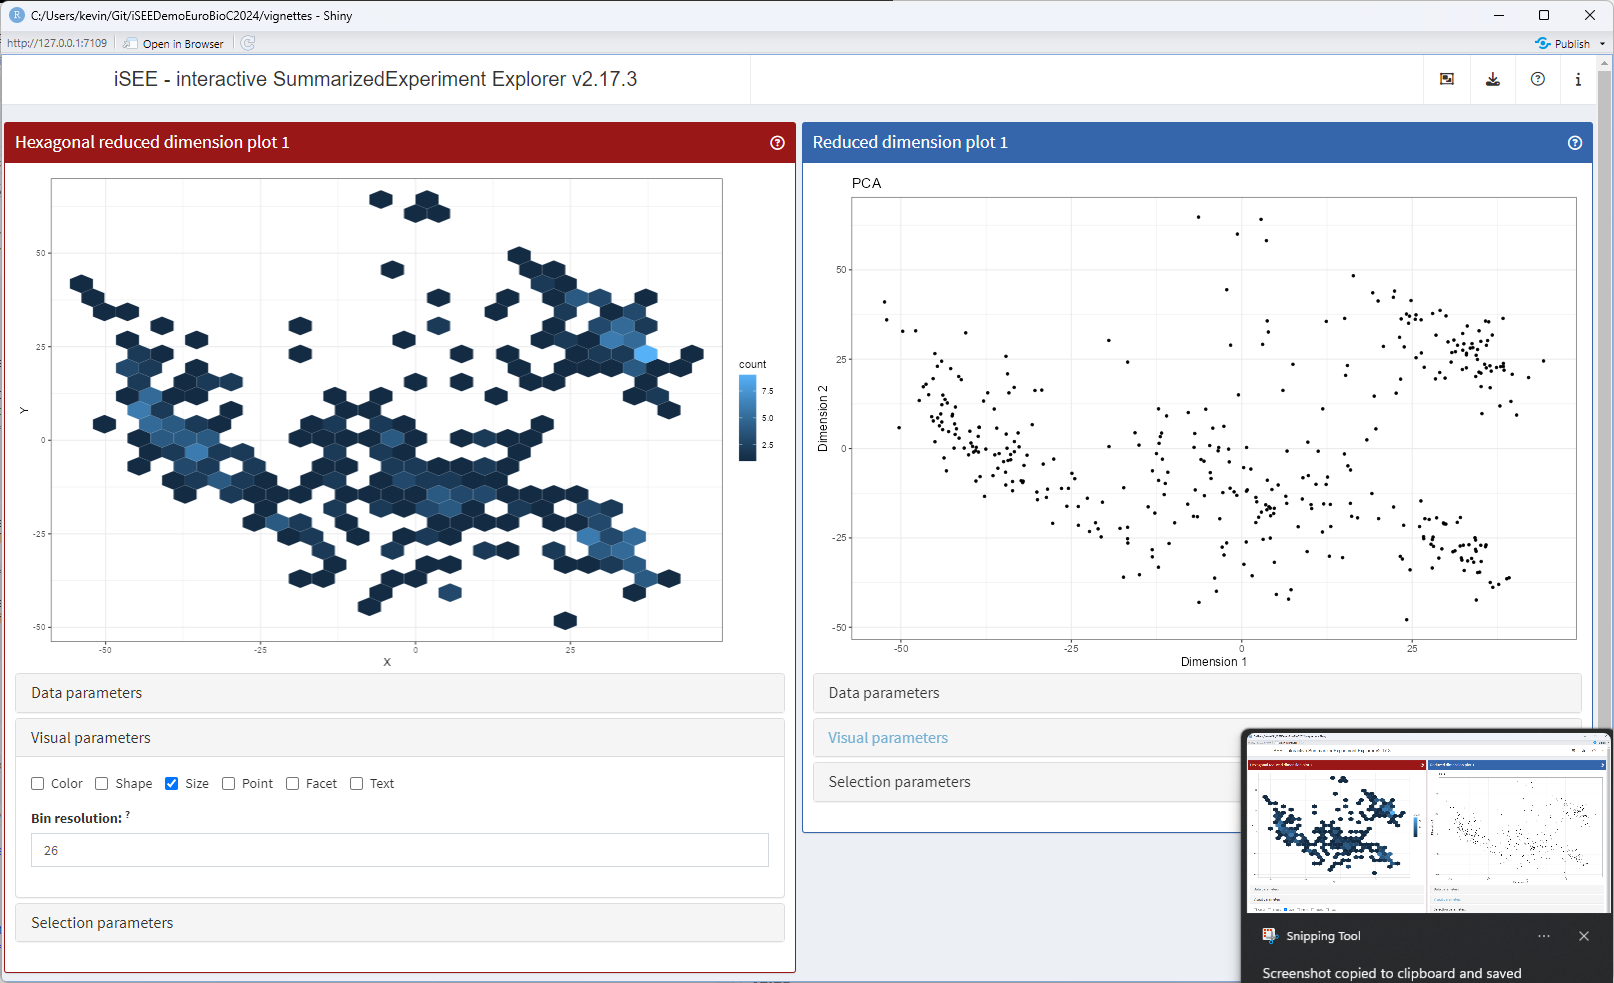 C:/Users/kevin/Git/iSEEDemoEuroBioC2024/vignettes - Shiny
http://127.0.0.1:7109
Open in Browser
Publish
iSEE - interactive SummarizedExperiment Explorer v2.17.3
Hexagonal reduced dimension plot 1
50
25
0
-25
-50
Y
-50
-25
0
25
X
count
7.5
5.0
2.5
Data parameters
Visual parameters
Color
Shape
Size
Point
Facet
Text
Bin resolution: ?
26
Selection parameters
Reduced dimension plot 1
PCA
50
25
0
-25
-50
Dimension 2
-50
-25
0
25
Dimension 1
Data parameters
Visual parameters
Selection parameters
Snipping Tool
Screenshot copied to clipboard and saved